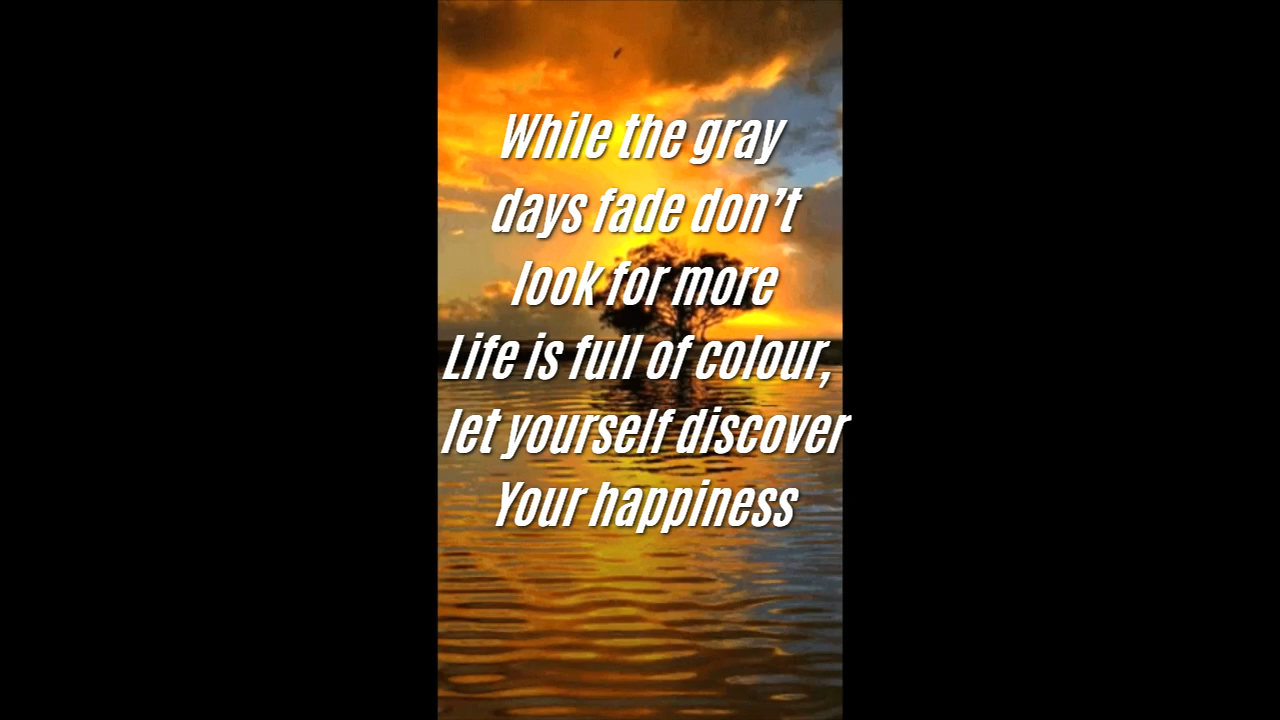 While the gray
days fade don’t
look for more
Life is full of colour,
let yourself discover
Your happiness